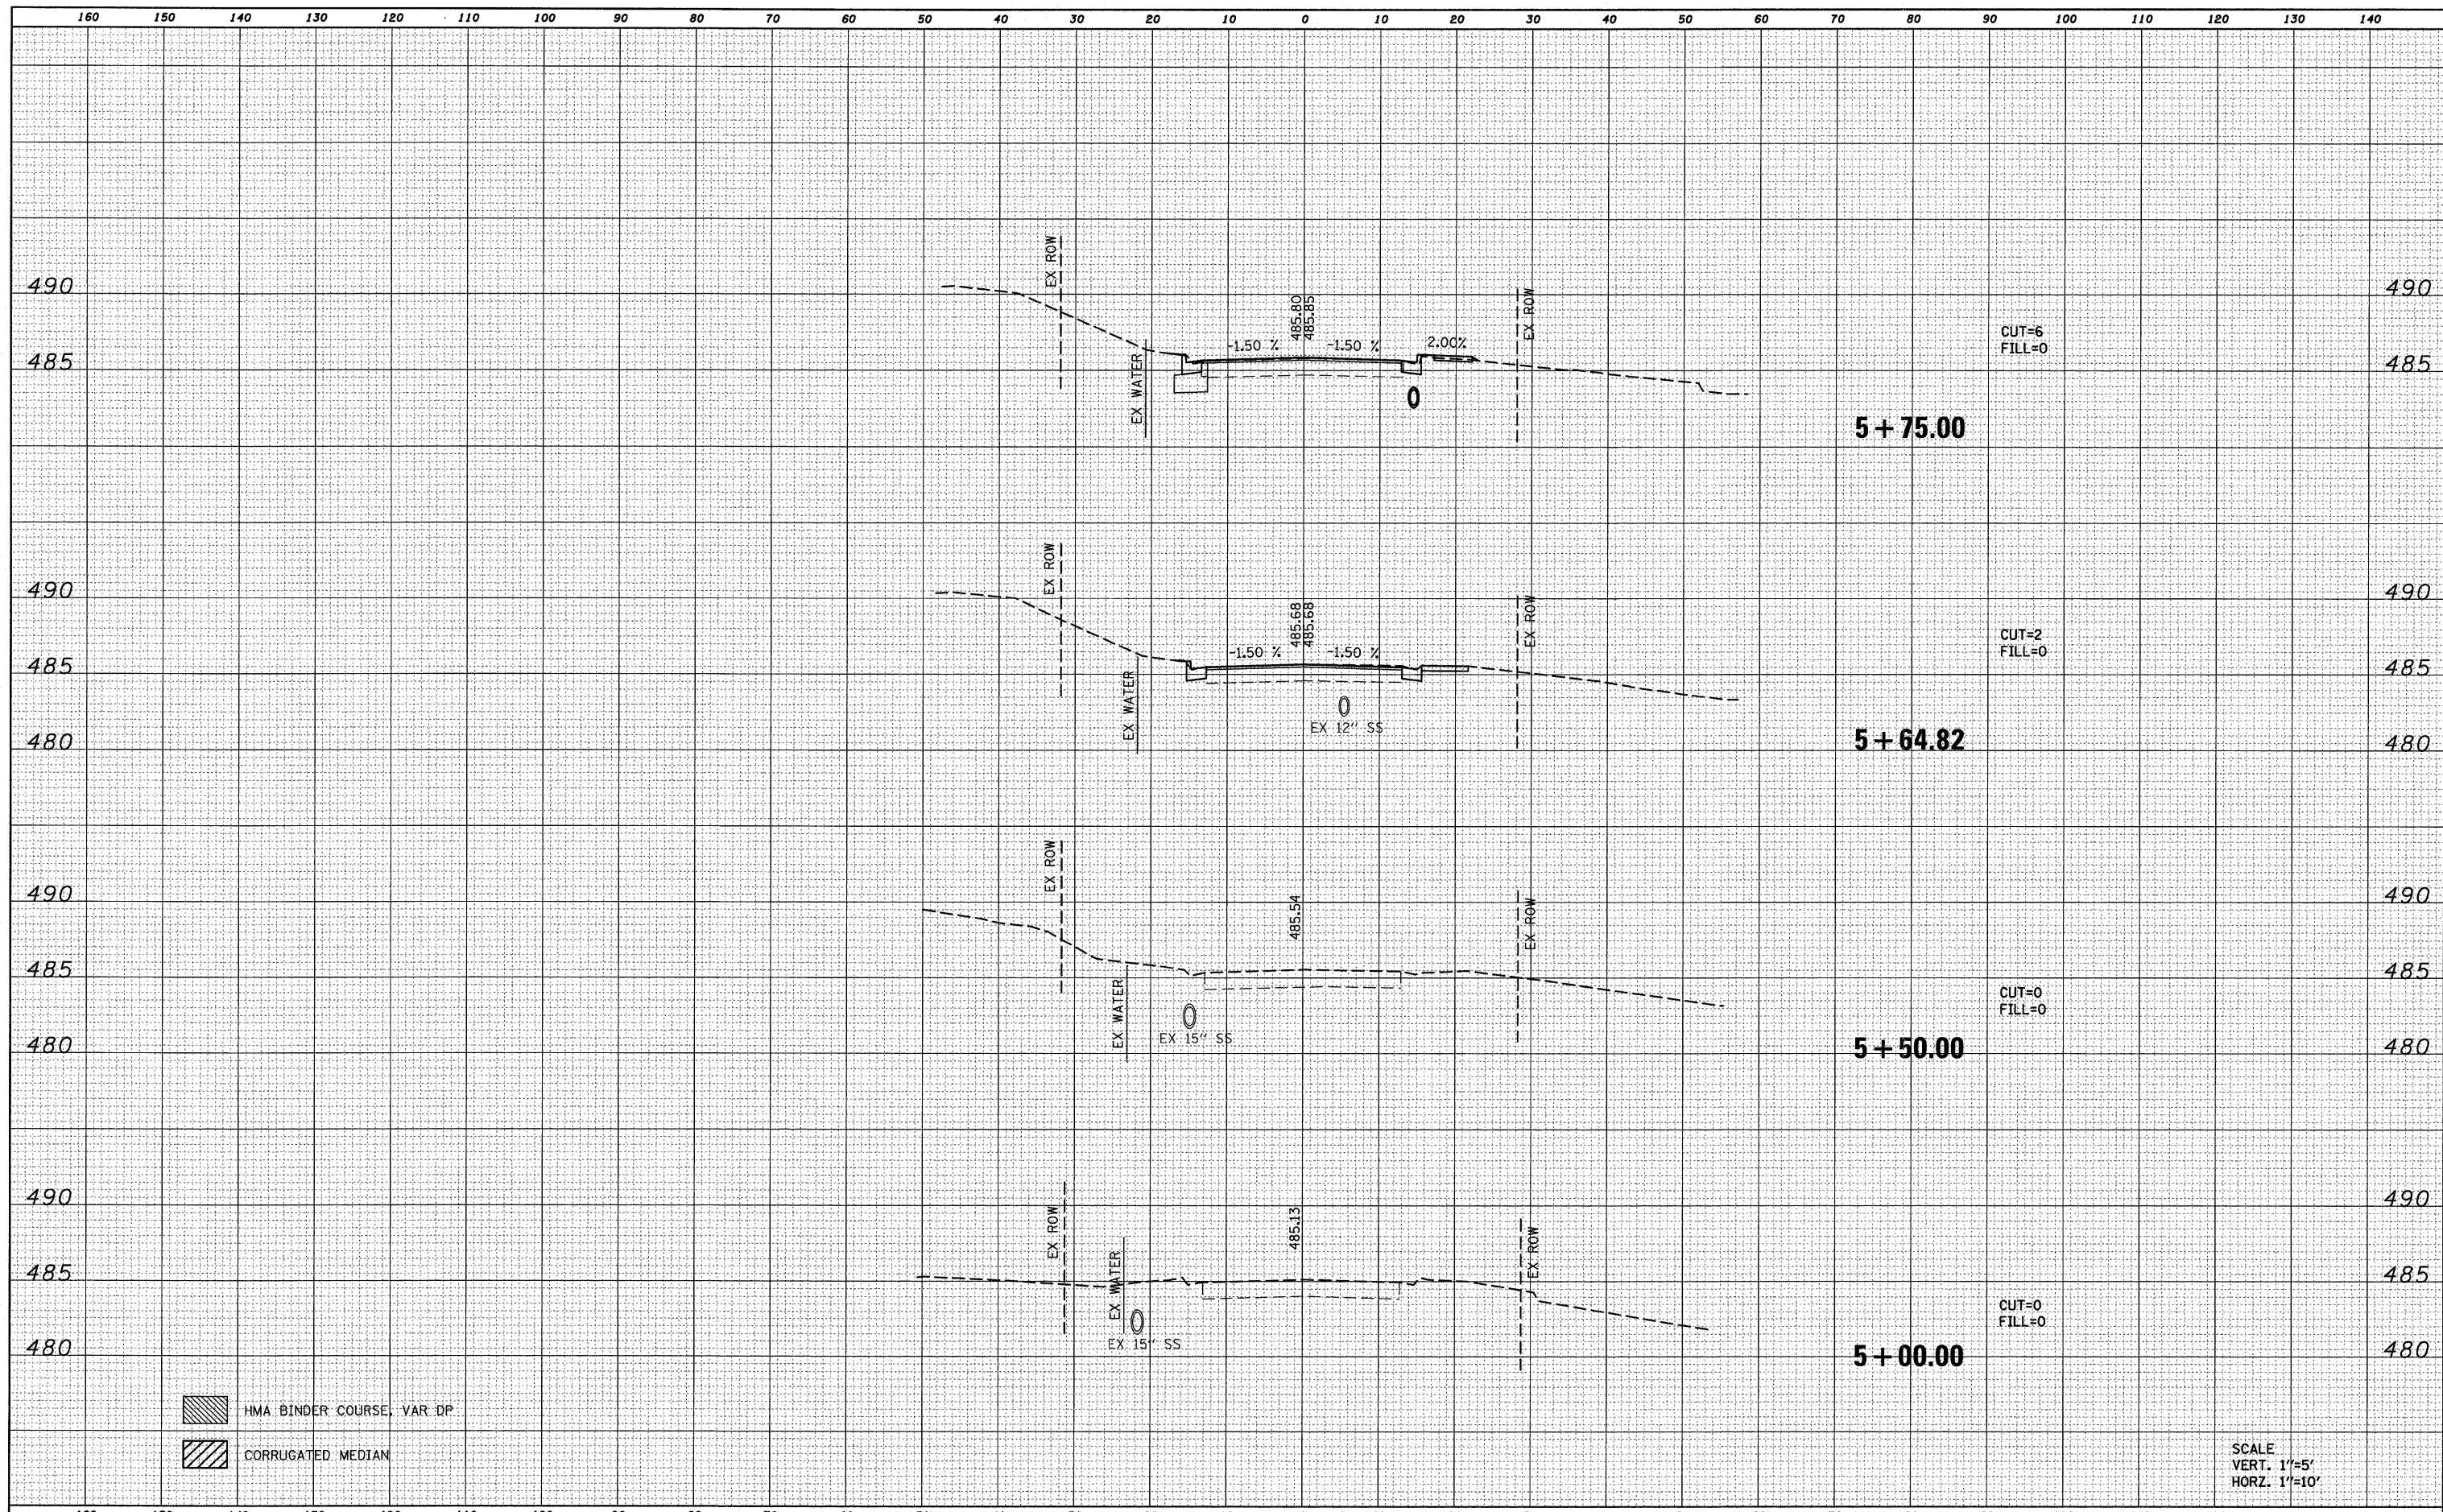 160 150 140 130 120 110 100 90 80 70 60 50 40 30 20 10 0 10 20 30 40 50 60 70 80 90 100 110 120 130 140
EX ROW
490 485.80 485.85 EX ROW 490
-1.50 % -1.50 % 2.00% CUT=6
FILL=0
485 EX WATER 485
5+75.00
EX ROW
490 485.68 485.68 EX ROW 490
-1.50 % -1.50 % CUT=2
FILL=0
485 EX WATER 485
EX 12" SS
480 5+64.82 480
EX ROW
490 485.54 EX ROW 490
485 EX WATER 485
CUT=0
FILL=0
EX 15" SS
480 5+50.00 480
490 EX ROW 485.13 EX ROW 490
485 EX WATER 485
CUT=0
FILL=0
EX 15" SS
480 5+00.00 480
HMA BINDER COURSE, VAR DP
CORRUGATED MEDIAN
SCALE
VERT. 1"=5'
HORZ. 1"=10'